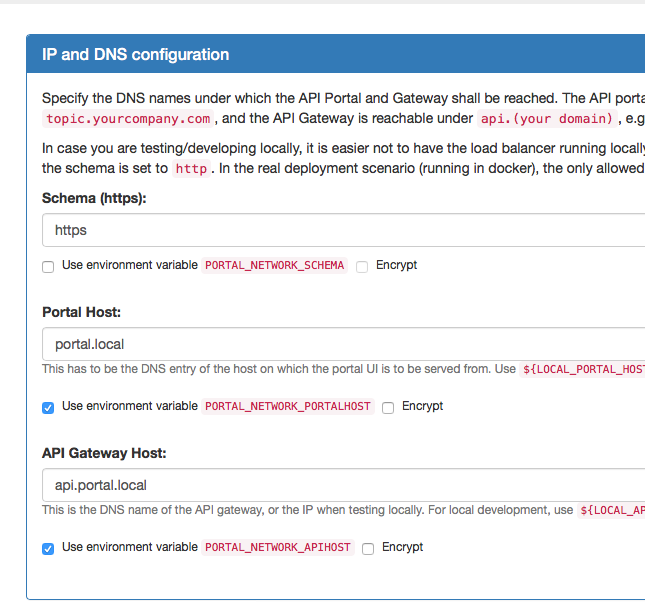 IP and DNS configuration
Specify the DNS names under which the API Portal and Gateway shall be reached. The API porta
topic.yourcompany.com , and the API Gateway is reachable under api.(your domain) , e.g
In case you are testing/developing locally, it is easier not to have the load balancer running locally
the schema is set to http . In the real deployment scenario (running in docker), the only allowed
Schema (https):
https
Use environment variable PORTAL_NETWORK_SCHEMA Encrypt
Portal Host:
portal.local
This has to be the DNS entry of the host on which the portal UI is to be served from. Use ${LOCAL_PORTAL_HOST
Use environment variable PORTAL_NETWORK_PORTALHOST Encrypt
API Gateway Host:
api.portal.local
This is the DNS name of the API gateway, or the IP when testing locally. For local development, use ${LOCAL_AP
Use environment variable PORTAL_NETWORK_APIHOST Encrypt